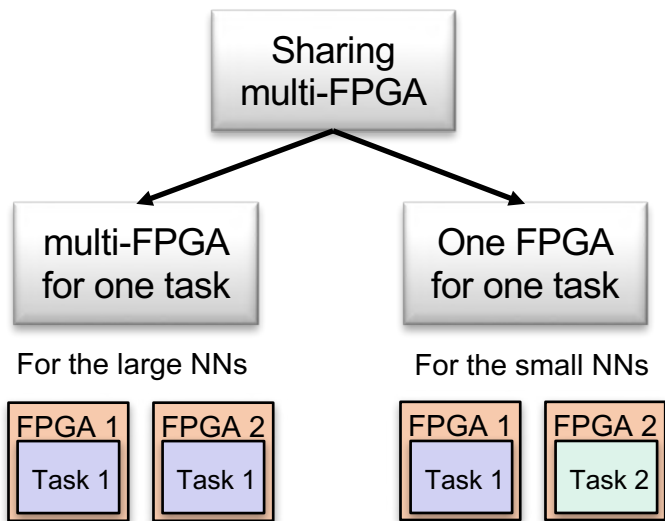 Sharing
multi-FPGA
multi-FPGA
for one task
One FPGA
for one task
For the large NNs
For the small NNs
FPGA 1
FPGA 2
FPGA 1
FPGA 2
Task 1
Task 1
Task 1
Task 2